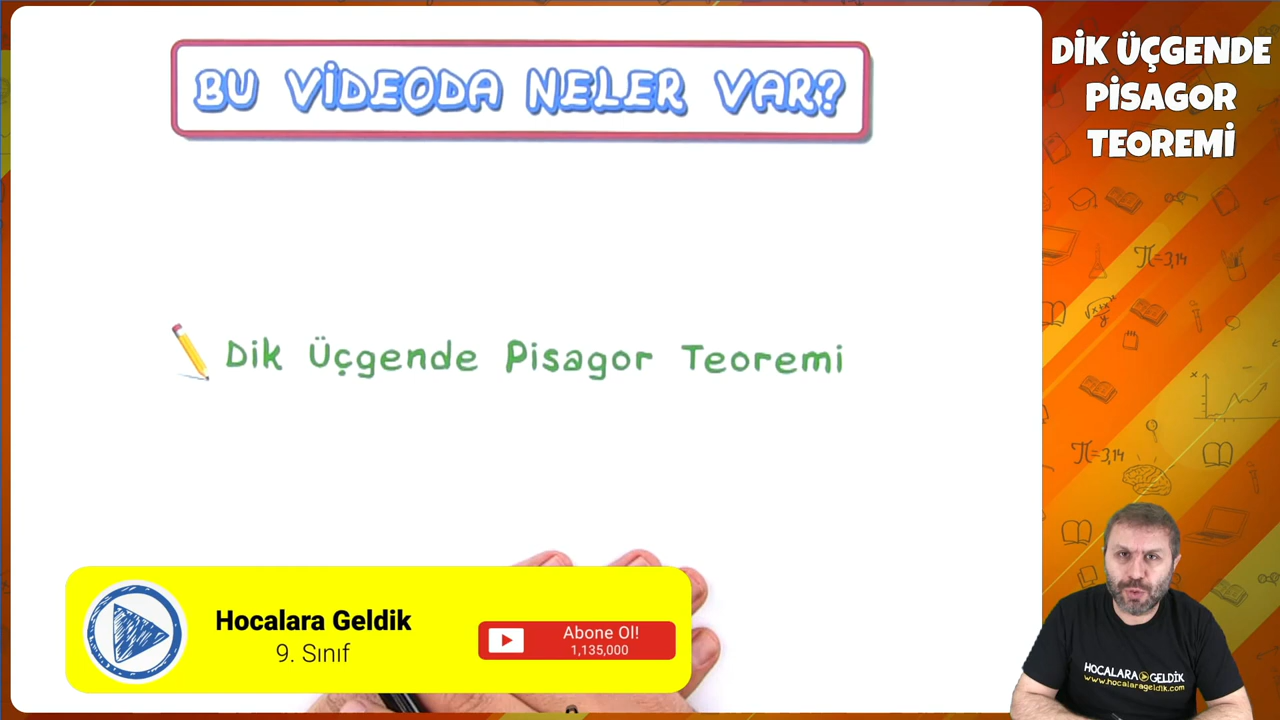 BU VİDEODA NELER VAR?
DİK ÜÇGENDE
PİSAGOR
TEOREMİ
Dik Üçgende Pisagor Teoremi
π=3,14
π=3,14
Hocalara Geldik
9. Sınıf
Abone Ol!
1,135,000
HOCALARA GELDİK
www.hocalarageldik.com